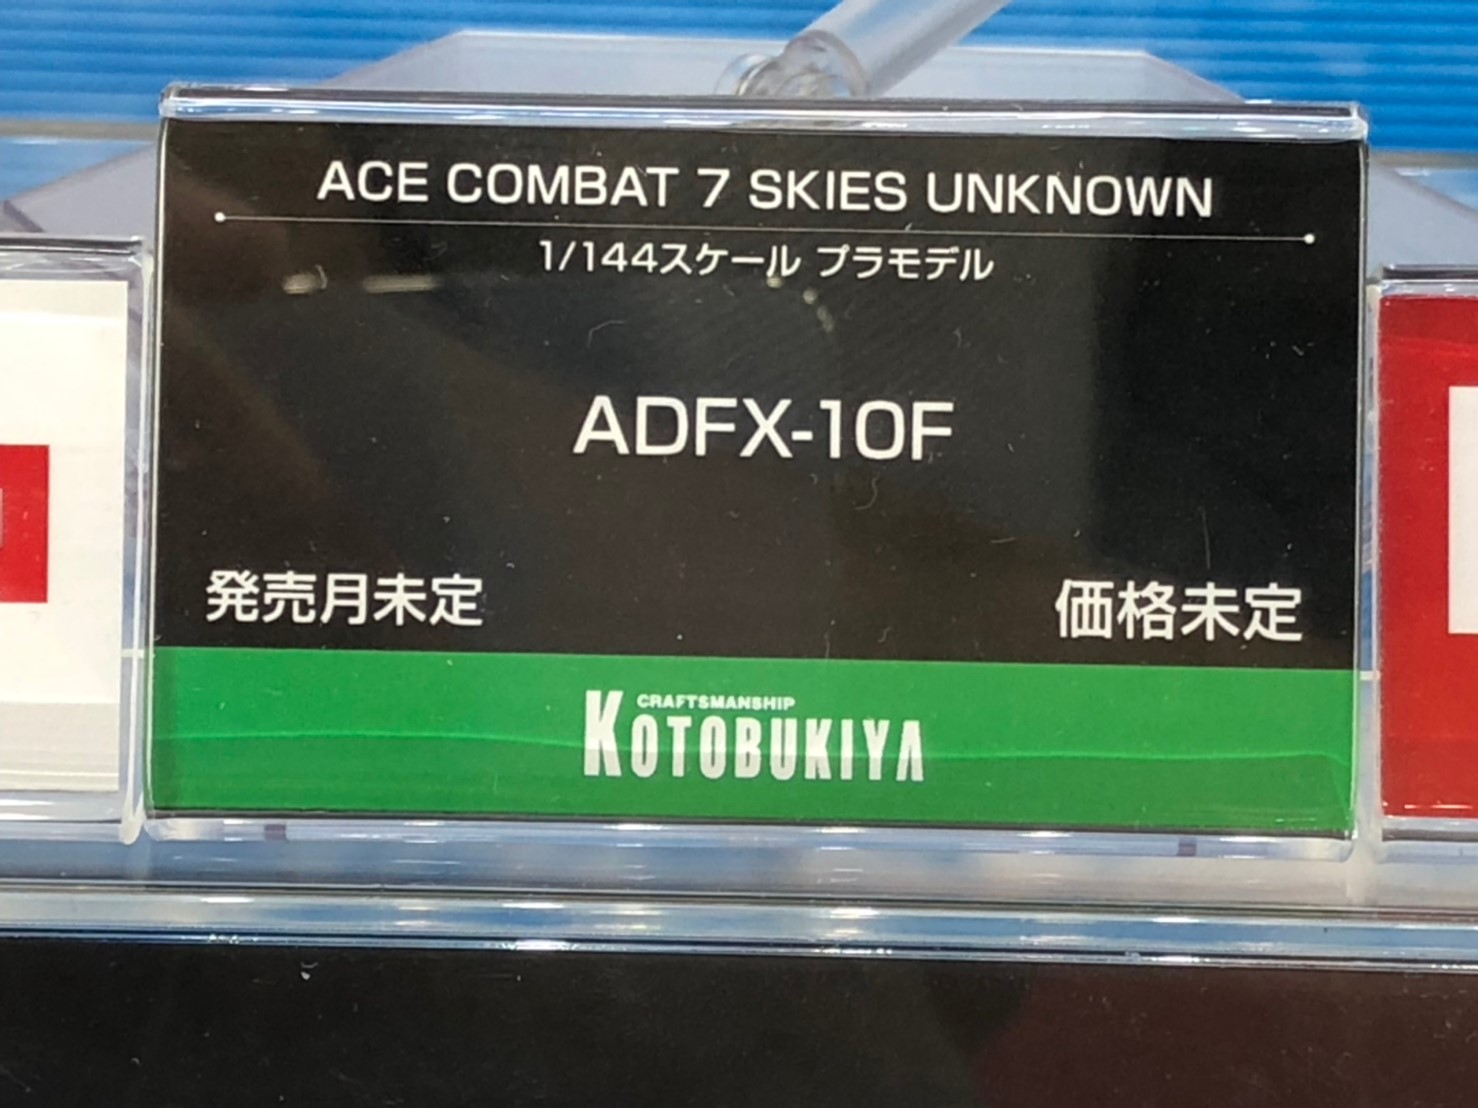 ACE COMBAT 7 SKIES UNKNOWN
1/144スケール プラモデル
ADFX-10F
発売月未定
価格未定
CRAFTSMANSHIP
KOTOBUKIYA